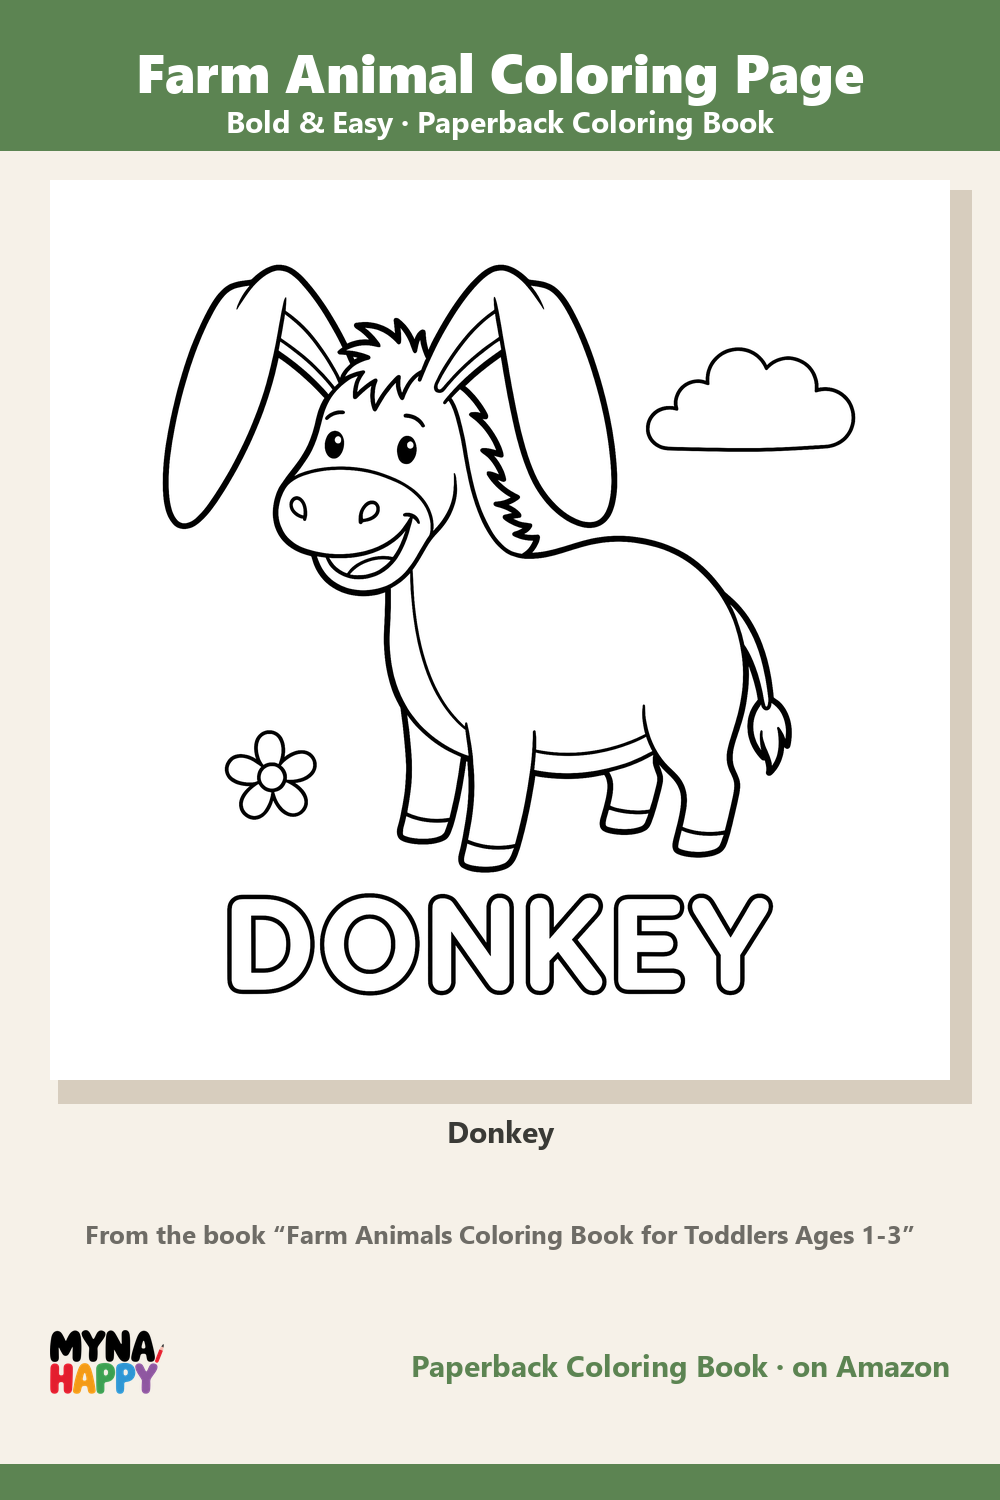 Farm Animal Coloring Page
Bold & Easy · Paperback Coloring Book
DONKEY
Donkey
From the book “Farm Animals Coloring Book for Toddlers Ages 1-3”
MYNA
HAPPY
Paperback Coloring Book · on Amazon